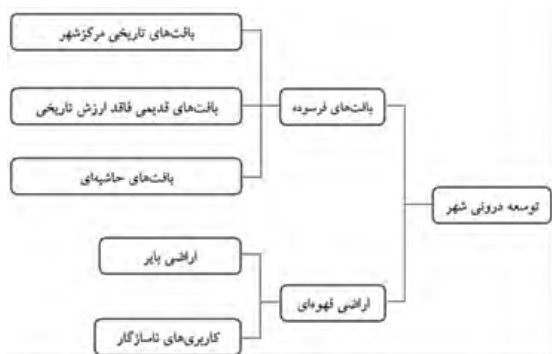 بافت‌های تاریخی مرکزشهر
بافت‌های قدیمی فاقد ارزش تاریخی
بافت‌های فرسوده
بافت‌های حاشیه‌ای
توسعه درونی شهر
اراضی بایر
اراضی قهوه‌ای
کاربری‌های ناسازگار